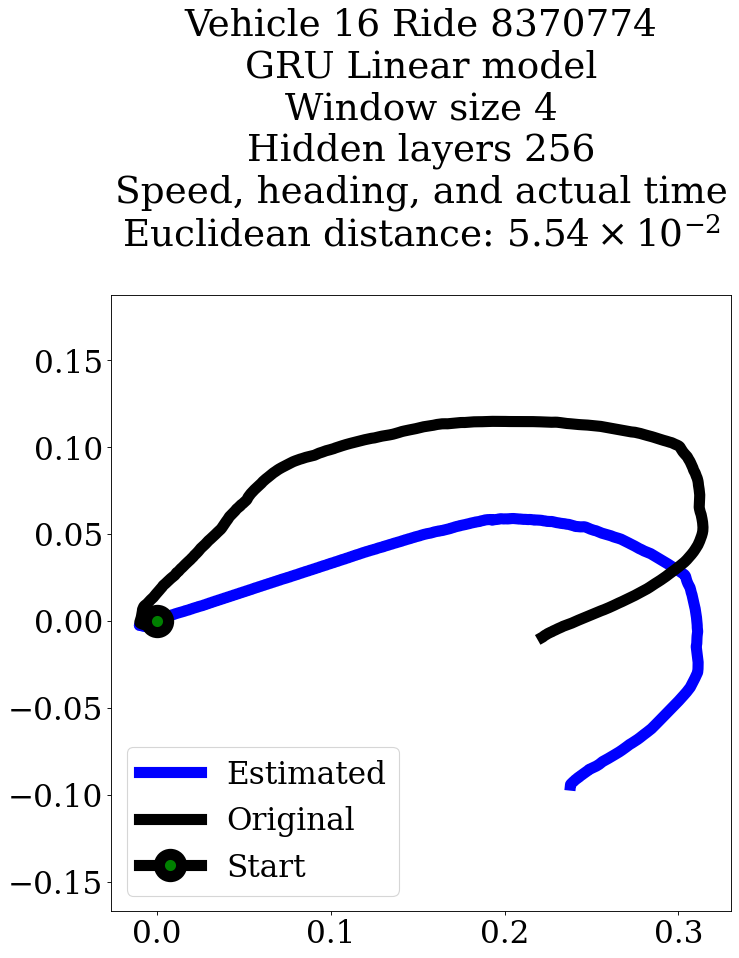 Vehicle 16 Ride 8370774
GRU Linear model
Window size 4
Hidden layers 256
Speed, heading, and actual time
Euclidean distance: 5.54 × 10⁻²
0.15
0.10
0.05
0.00
−0.05
−0.10
−0.15
Estimated
Original
Start
0.0 0.1 0.2 0.3